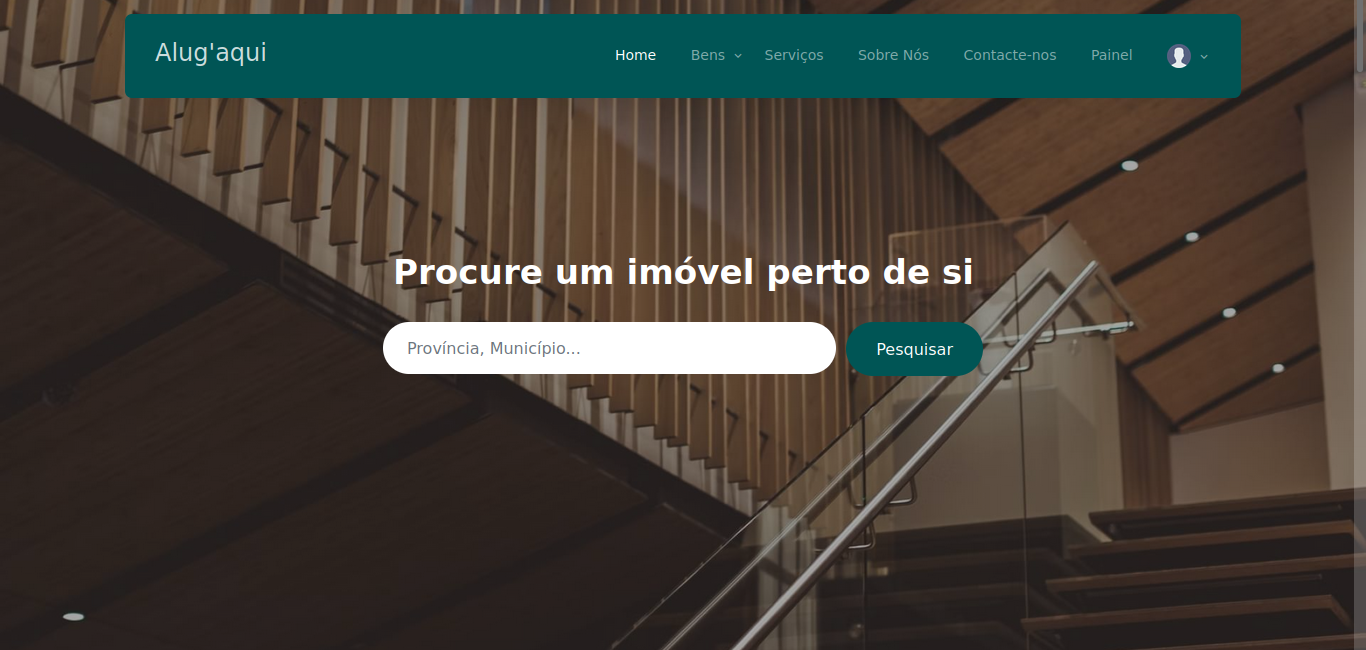 Alug'aqui
Home Bens Serviços Sobre Nós Contacte-nos Painel
Procure um imóvel perto de si
Província, Município...
Pesquisar